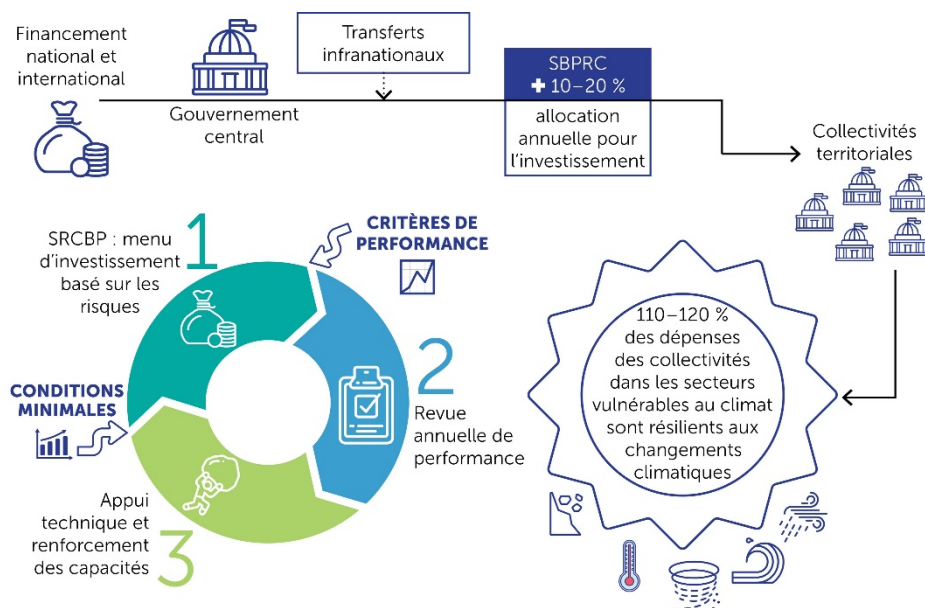 Financement
national et
international
Gouvernement
central
Transferts
infranationaux
SBPRC
+ 10–20 %
allocation
annuelle pour
l'investissement
Collectivités
territoriales
1
SRCBP : menu
d'investissement
basé sur les
risques
CRITÈRES DE
PERFORMANCE
2
Revue
annuelle de
performance
CONDITIONS
MINIMALES
Appui
technique et
renforcement
des capacités
3
110–120 %
des dépenses
des collectivités
dans les secteurs
vulnérables au climat
sont résilients aux
changements
climatiques